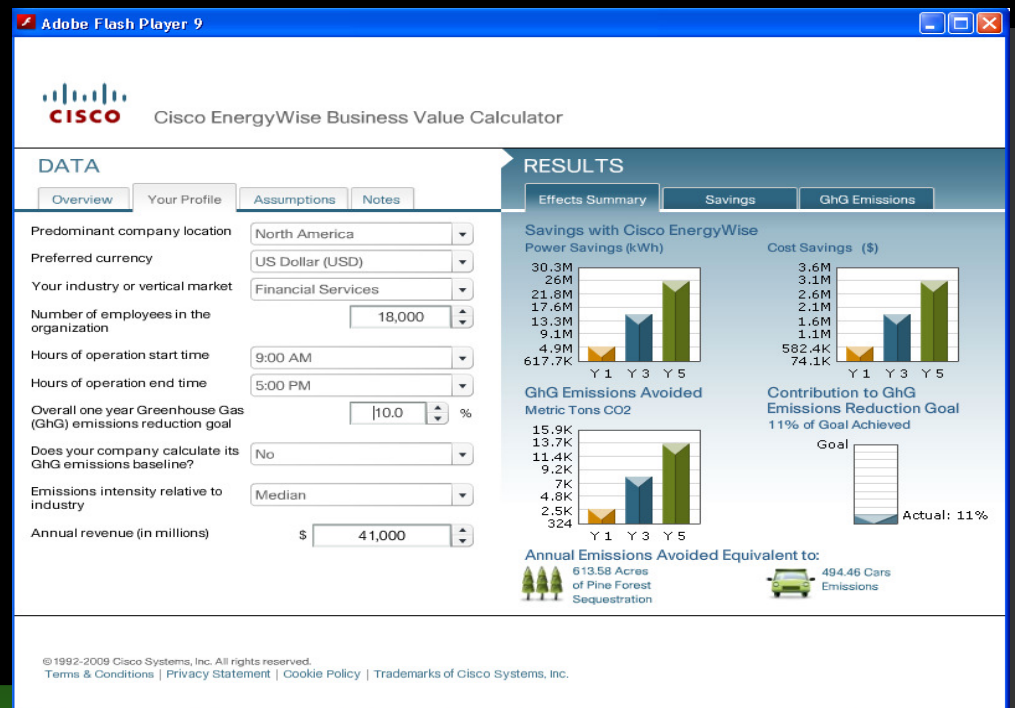 Adobe Flash Player 9
CISCO
Cisco EnergyWise Business Value Calculator
DATA
Overview
Your Profile
Assumptions
Notes
Predominant company location
North America
Preferred currency
US Dollar (USD)
Your industry or vertical market
Financial Services
Number of employees in the
organization
18,000
Hours of operation start time
9:00 AM
Hours of operation end time
5:00 PM
Overall one year Greenhouse Gas
(GhG) emissions reduction goal
10.0 %
Does your company calculate its
GhG emissions baseline?
No
Emissions intensity relative to
industry
Median
Annual revenue (in millions)
$ 41,000
RESULTS
Effects Summary
Savings
GhG Emissions
Savings with Cisco EnergyWise
Power Savings (kWh)
30.3M
26M
21.8M
17.6M
13.3M
9.1M
4.9M
617.7K
Y 1 Y 3 Y 5
Cost Savings ($)
3.6M
3.1M
2.6M
2.1M
1.6M
1.1M
582.4K
74.1K
Y 1 Y 3 Y 5
GhG Emissions Avoided
Metric Tons CO2
15.9K
13.7K
11.4K
9.2K
7K
4.8K
2.5K
324
Y 1 Y 3 Y 5
Contribution to GhG
Emissions Reduction Goal
11% of Goal Achieved
Goal
Actual: 11%
Annual Emissions Avoided Equivalent to:
613.58 Acres
of Pine Forest
Sequestration
494.46 Cars
Emissions
©1992-2009 Cisco Systems, Inc. All rights reserved.
Terms & Conditions | Privacy Statement | Cookie Policy | Trademarks of Cisco Systems, Inc.